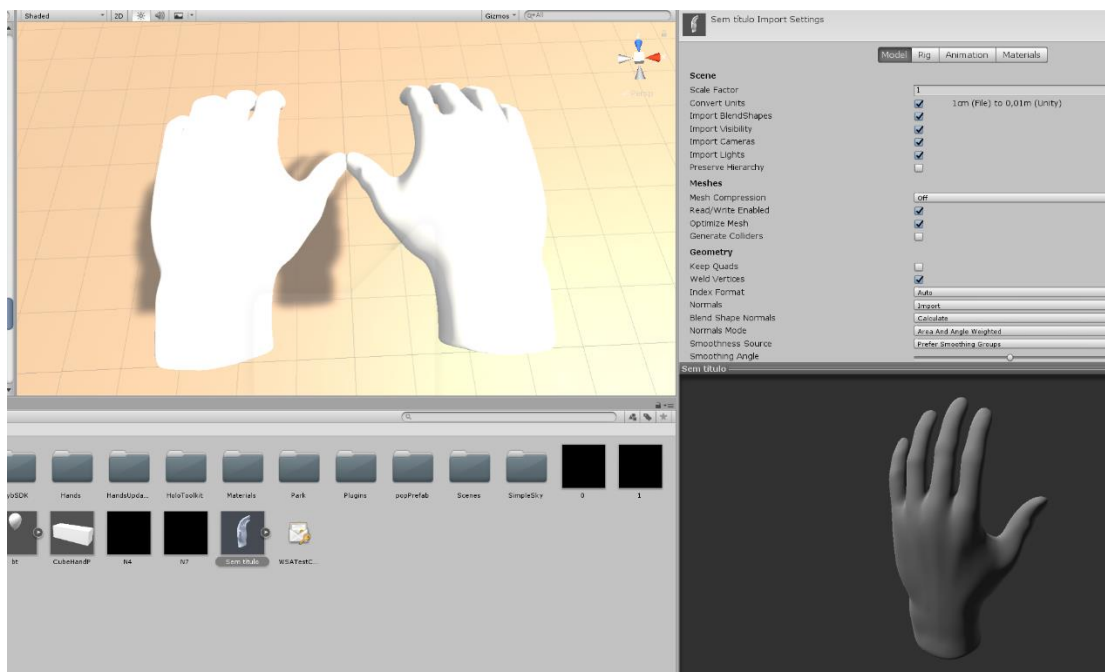 Shaded
2D
Gizmos
All
Sem titulo Import Settings
Model Rig Animation Materials
Scene
Scale Factor 1
Convert Units 1cm (File) to 0,01m (Unity)
Import BlendShapes
Import Visibility
Import Cameras
Import Lights
Preserve Hierarchy
Meshes
Mesh Compression Off
Read/Write Enabled
Optimize Mesh
Generate Colliders
Geometry
Keep Quads
Weld Vertices
Index Format Auto
Normals Import
Blend Shape Normals Calculate
Normals Mode Area And Angle Weighted
Smoothness Source Prefer Smoothing Groups
Smoothing Angle
Sem titulo
Hands HandsUpda... HoloToolkit Materials Park Plugins popPrefab Scenes SimpleSky 0 1
bt CubeHandP N4 N7 Sem titulo WSATestC...